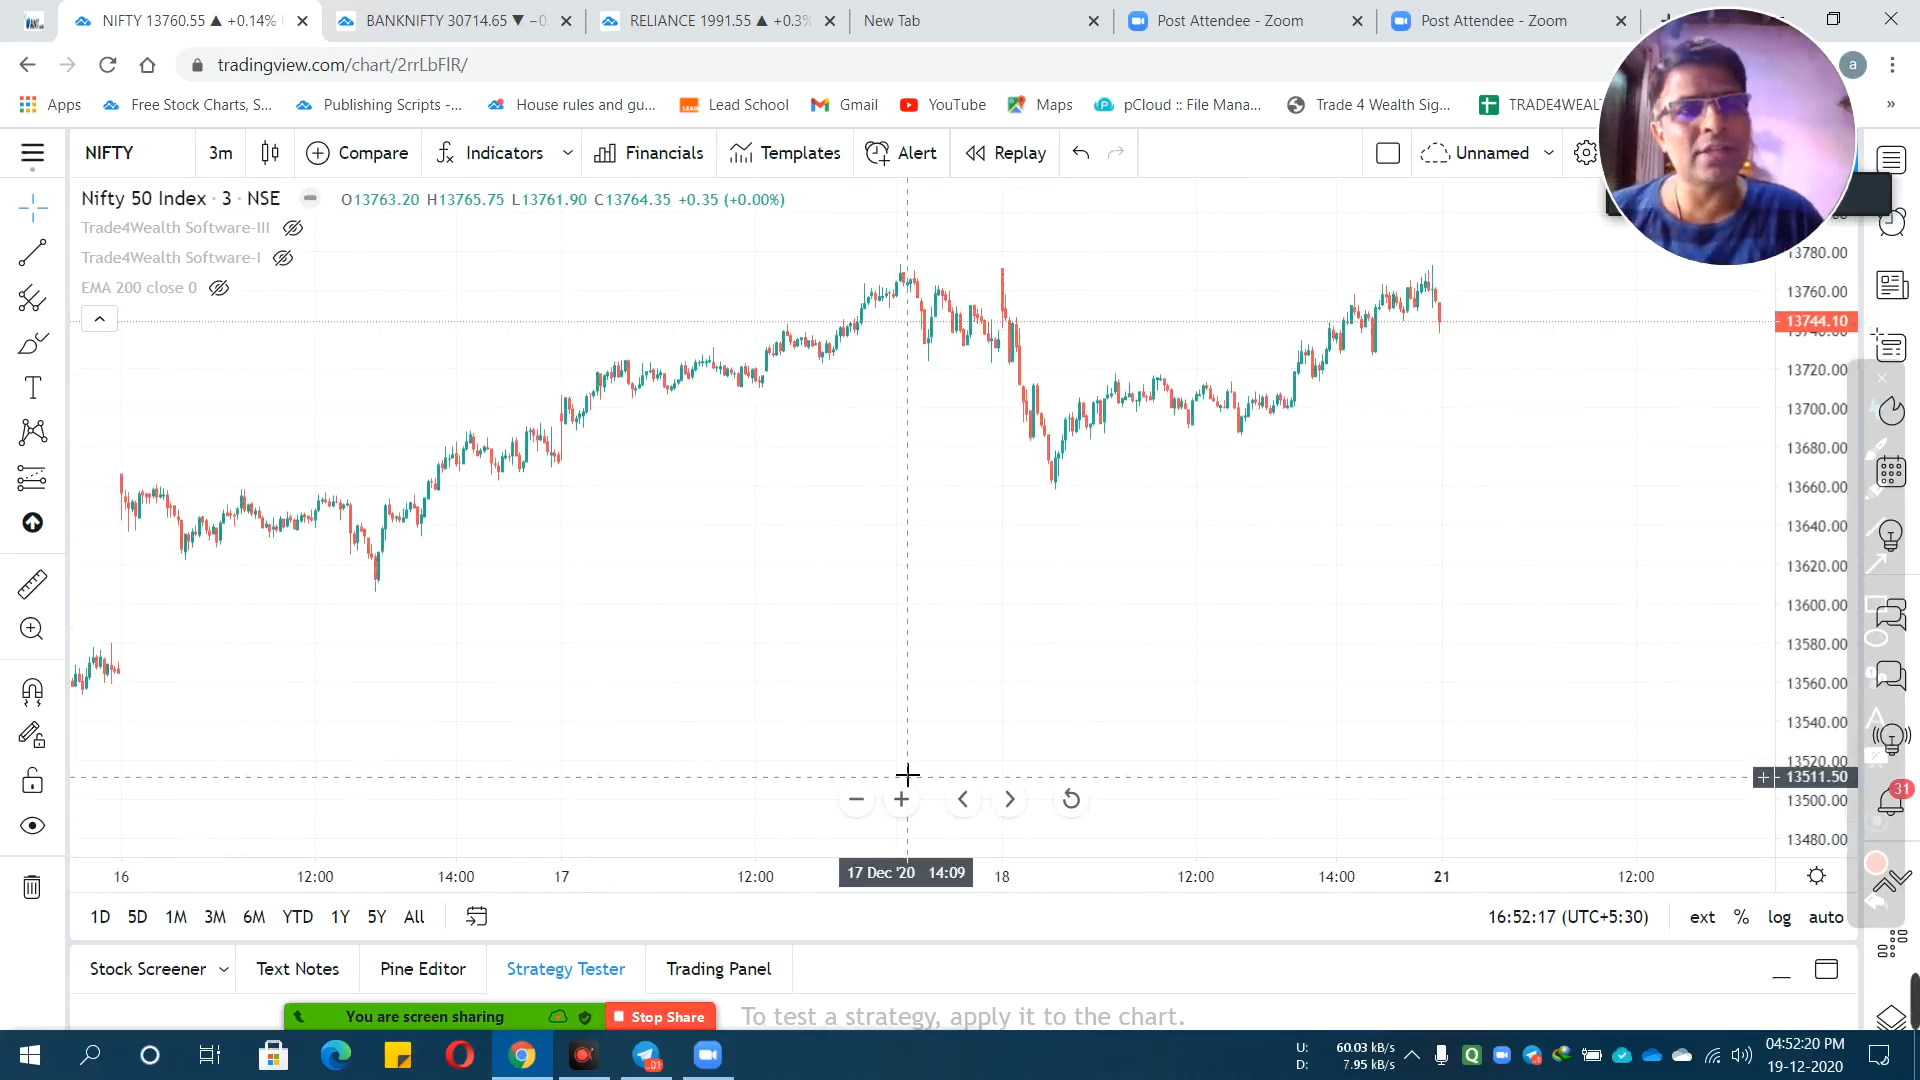 NIFTY 13760.55 ▲ +0.14%
BANKNIFTY 30714.65 ▼ −0.
RELIANCE 1991.55 ▲ +0.3%
New Tab
Post Attendee - Zoom
Post Attendee - Zoom
tradingview.com/chart/2rrLbFlR/
a
Apps
Free Stock Charts, S...
Publishing Scripts -...
House rules and gu...
LEAD
Lead School
Gmail
YouTube
Maps
pCloud :: File Mana...
Trade 4 Wealth Sig...
TRADE4WEAL
»
NIFTY
3m
Compare
Indicators
Financials
Templates
Alert
Replay
Unnamed
Nifty 50 Index · 3 · NSE
O13763.20 H13765.75 L13761.90 C13764.35 +0.35 (+0.00%)
Trade4Wealth Software-III
Trade4Wealth Software-I
EMA 200 close 0
13780.00
13760.00
13744.10
13720.00
13700.00
13680.00
13660.00
13640.00
13620.00
13600.00
13580.00
13560.00
13540.00
13520.00
13511.50
13500.00
13480.00
31
16
12:00
14:00
17
12:00
17 Dec '20 14:09
18
12:00
14:00
21
12:00
1D 5D 1M 3M 6M YTD 1Y 5Y All
16:52:17 (UTC+5:30)
ext % log auto
Stock Screener
Text Notes
Pine Editor
Strategy Tester
Trading Panel
You are screen sharing
Stop Share
To test a strategy, apply it to the chart.
U: 60.03 kB/s
D: 7.95 kB/s
04:52:20 PM
19-12-2020